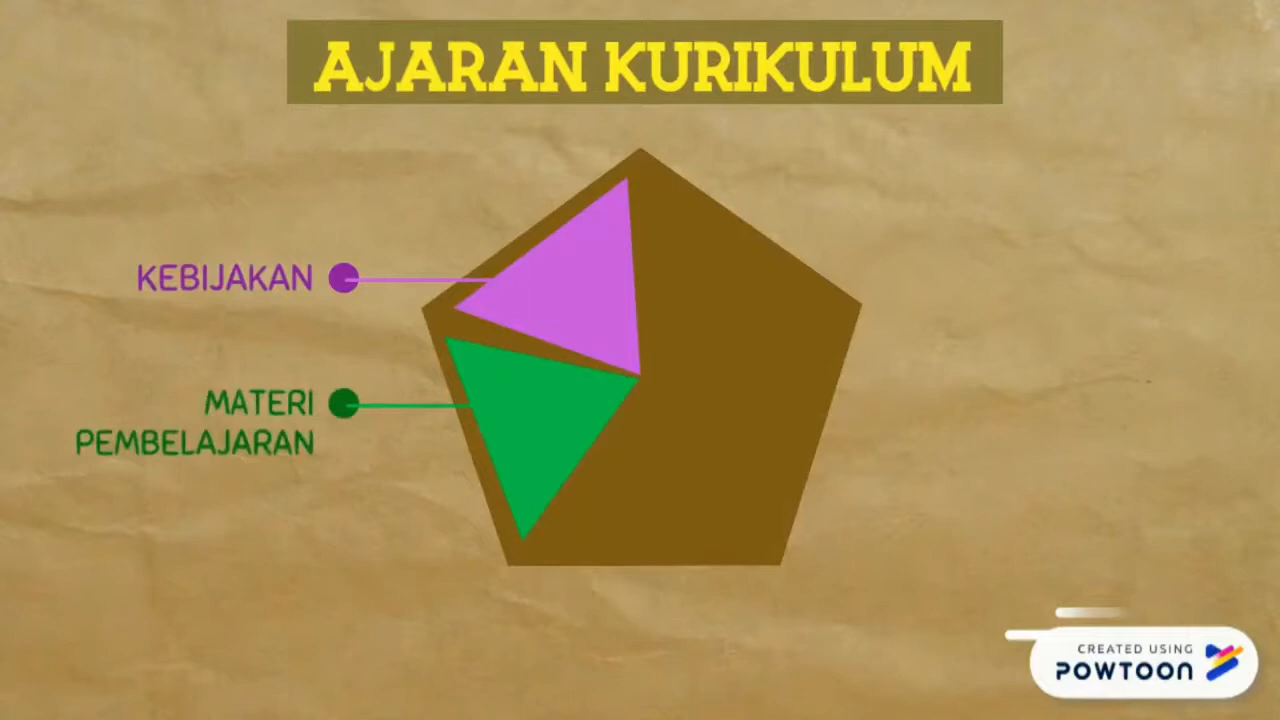 AJARAN KURIKULUM
KEBIJAKAN
MATERI
PEMBELAJARAN
CREATED USING
POWTOON